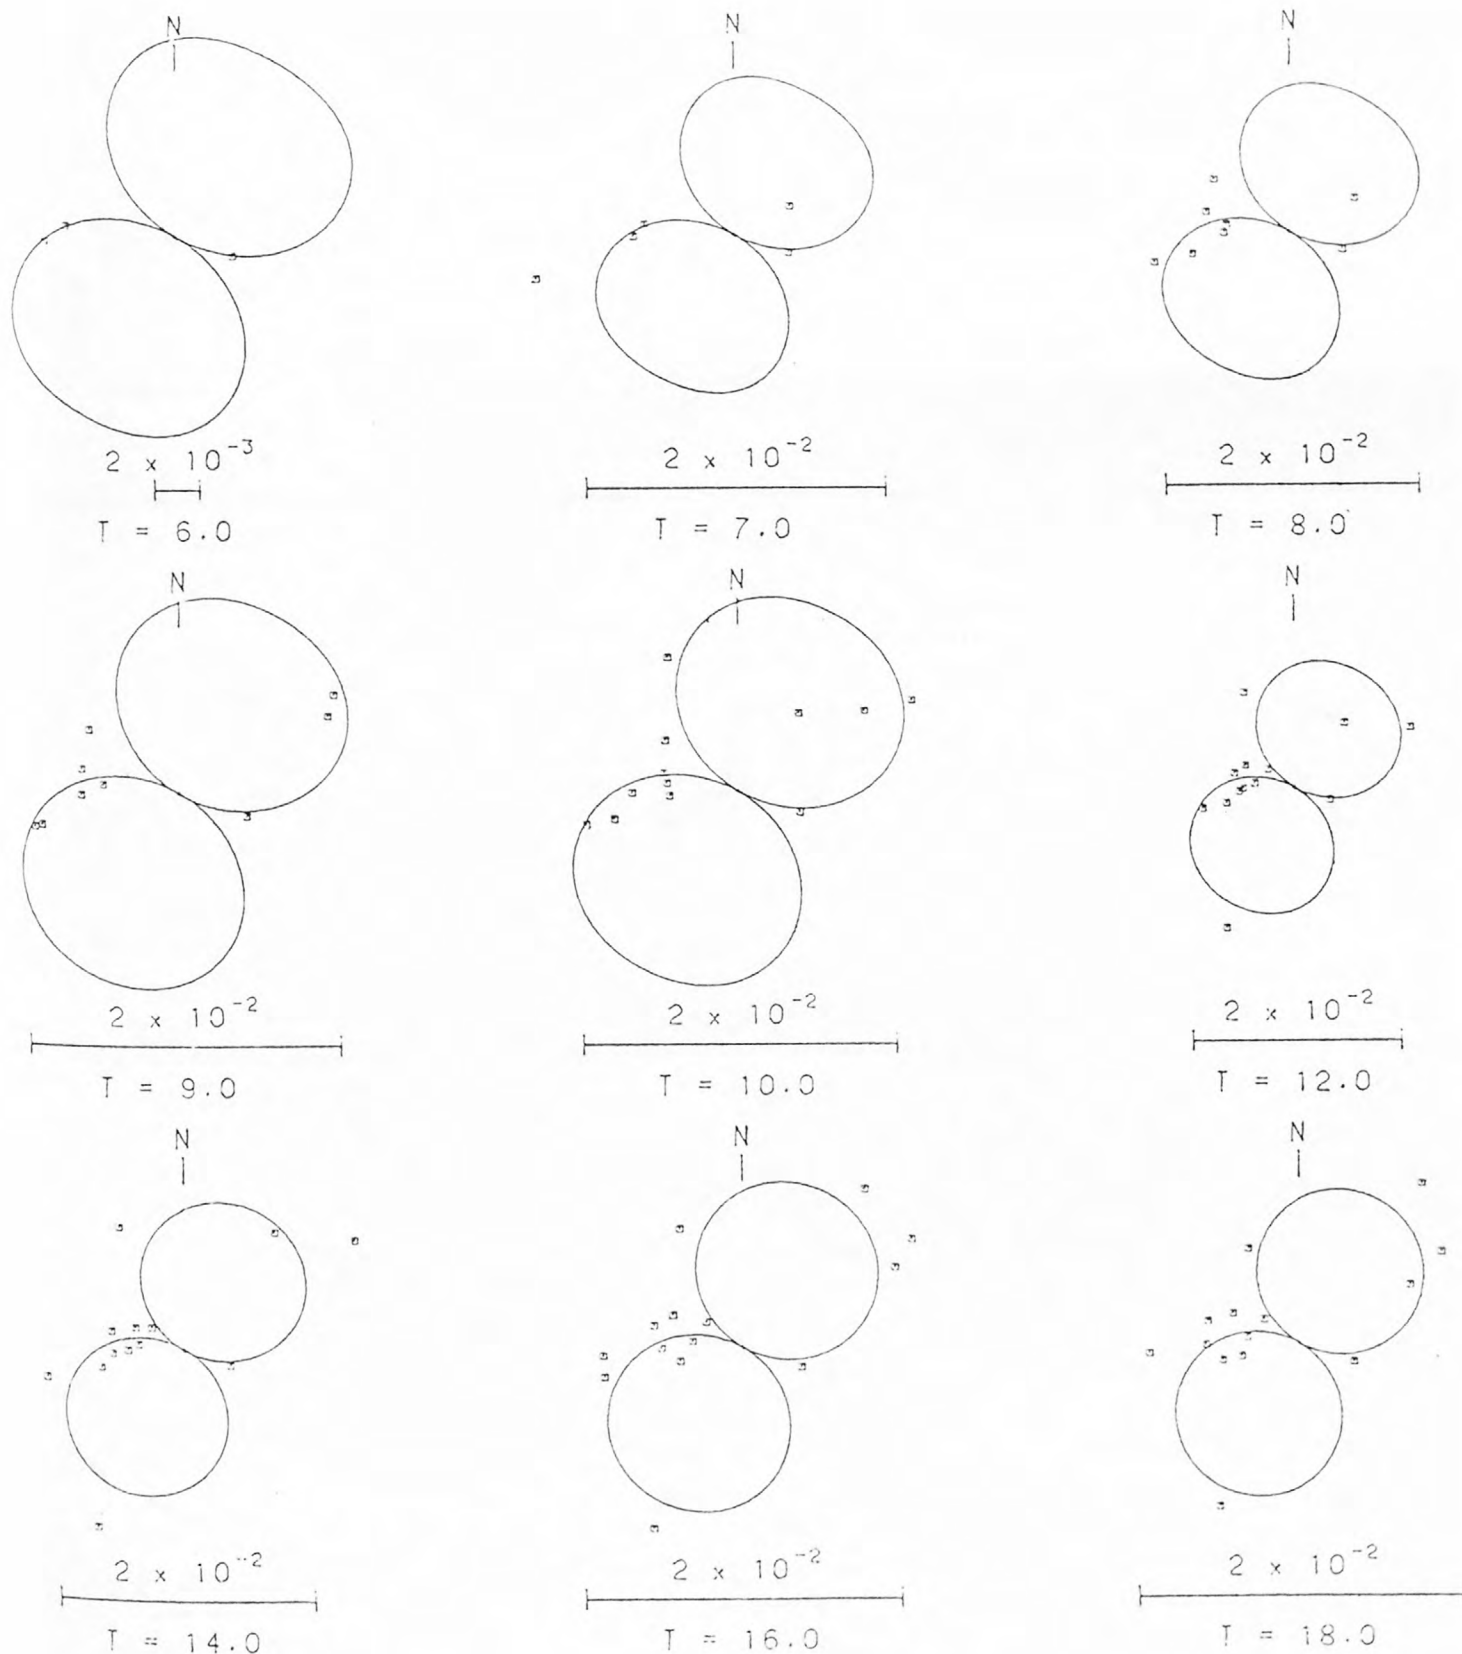 N N N
2 x 10⁻³ 2 x 10⁻² 2 x 10⁻²
T = 6.0 T = 7.0 T = 8.0
N N N
2 x 10⁻² 2 x 10⁻² 2 x 10⁻²
T = 9.0 T = 10.0 T = 12.0
N N N
2 x 10⁻² 2 x 10⁻² 2 x 10⁻²
T = 14.0 T = 16.0 T = 18.0